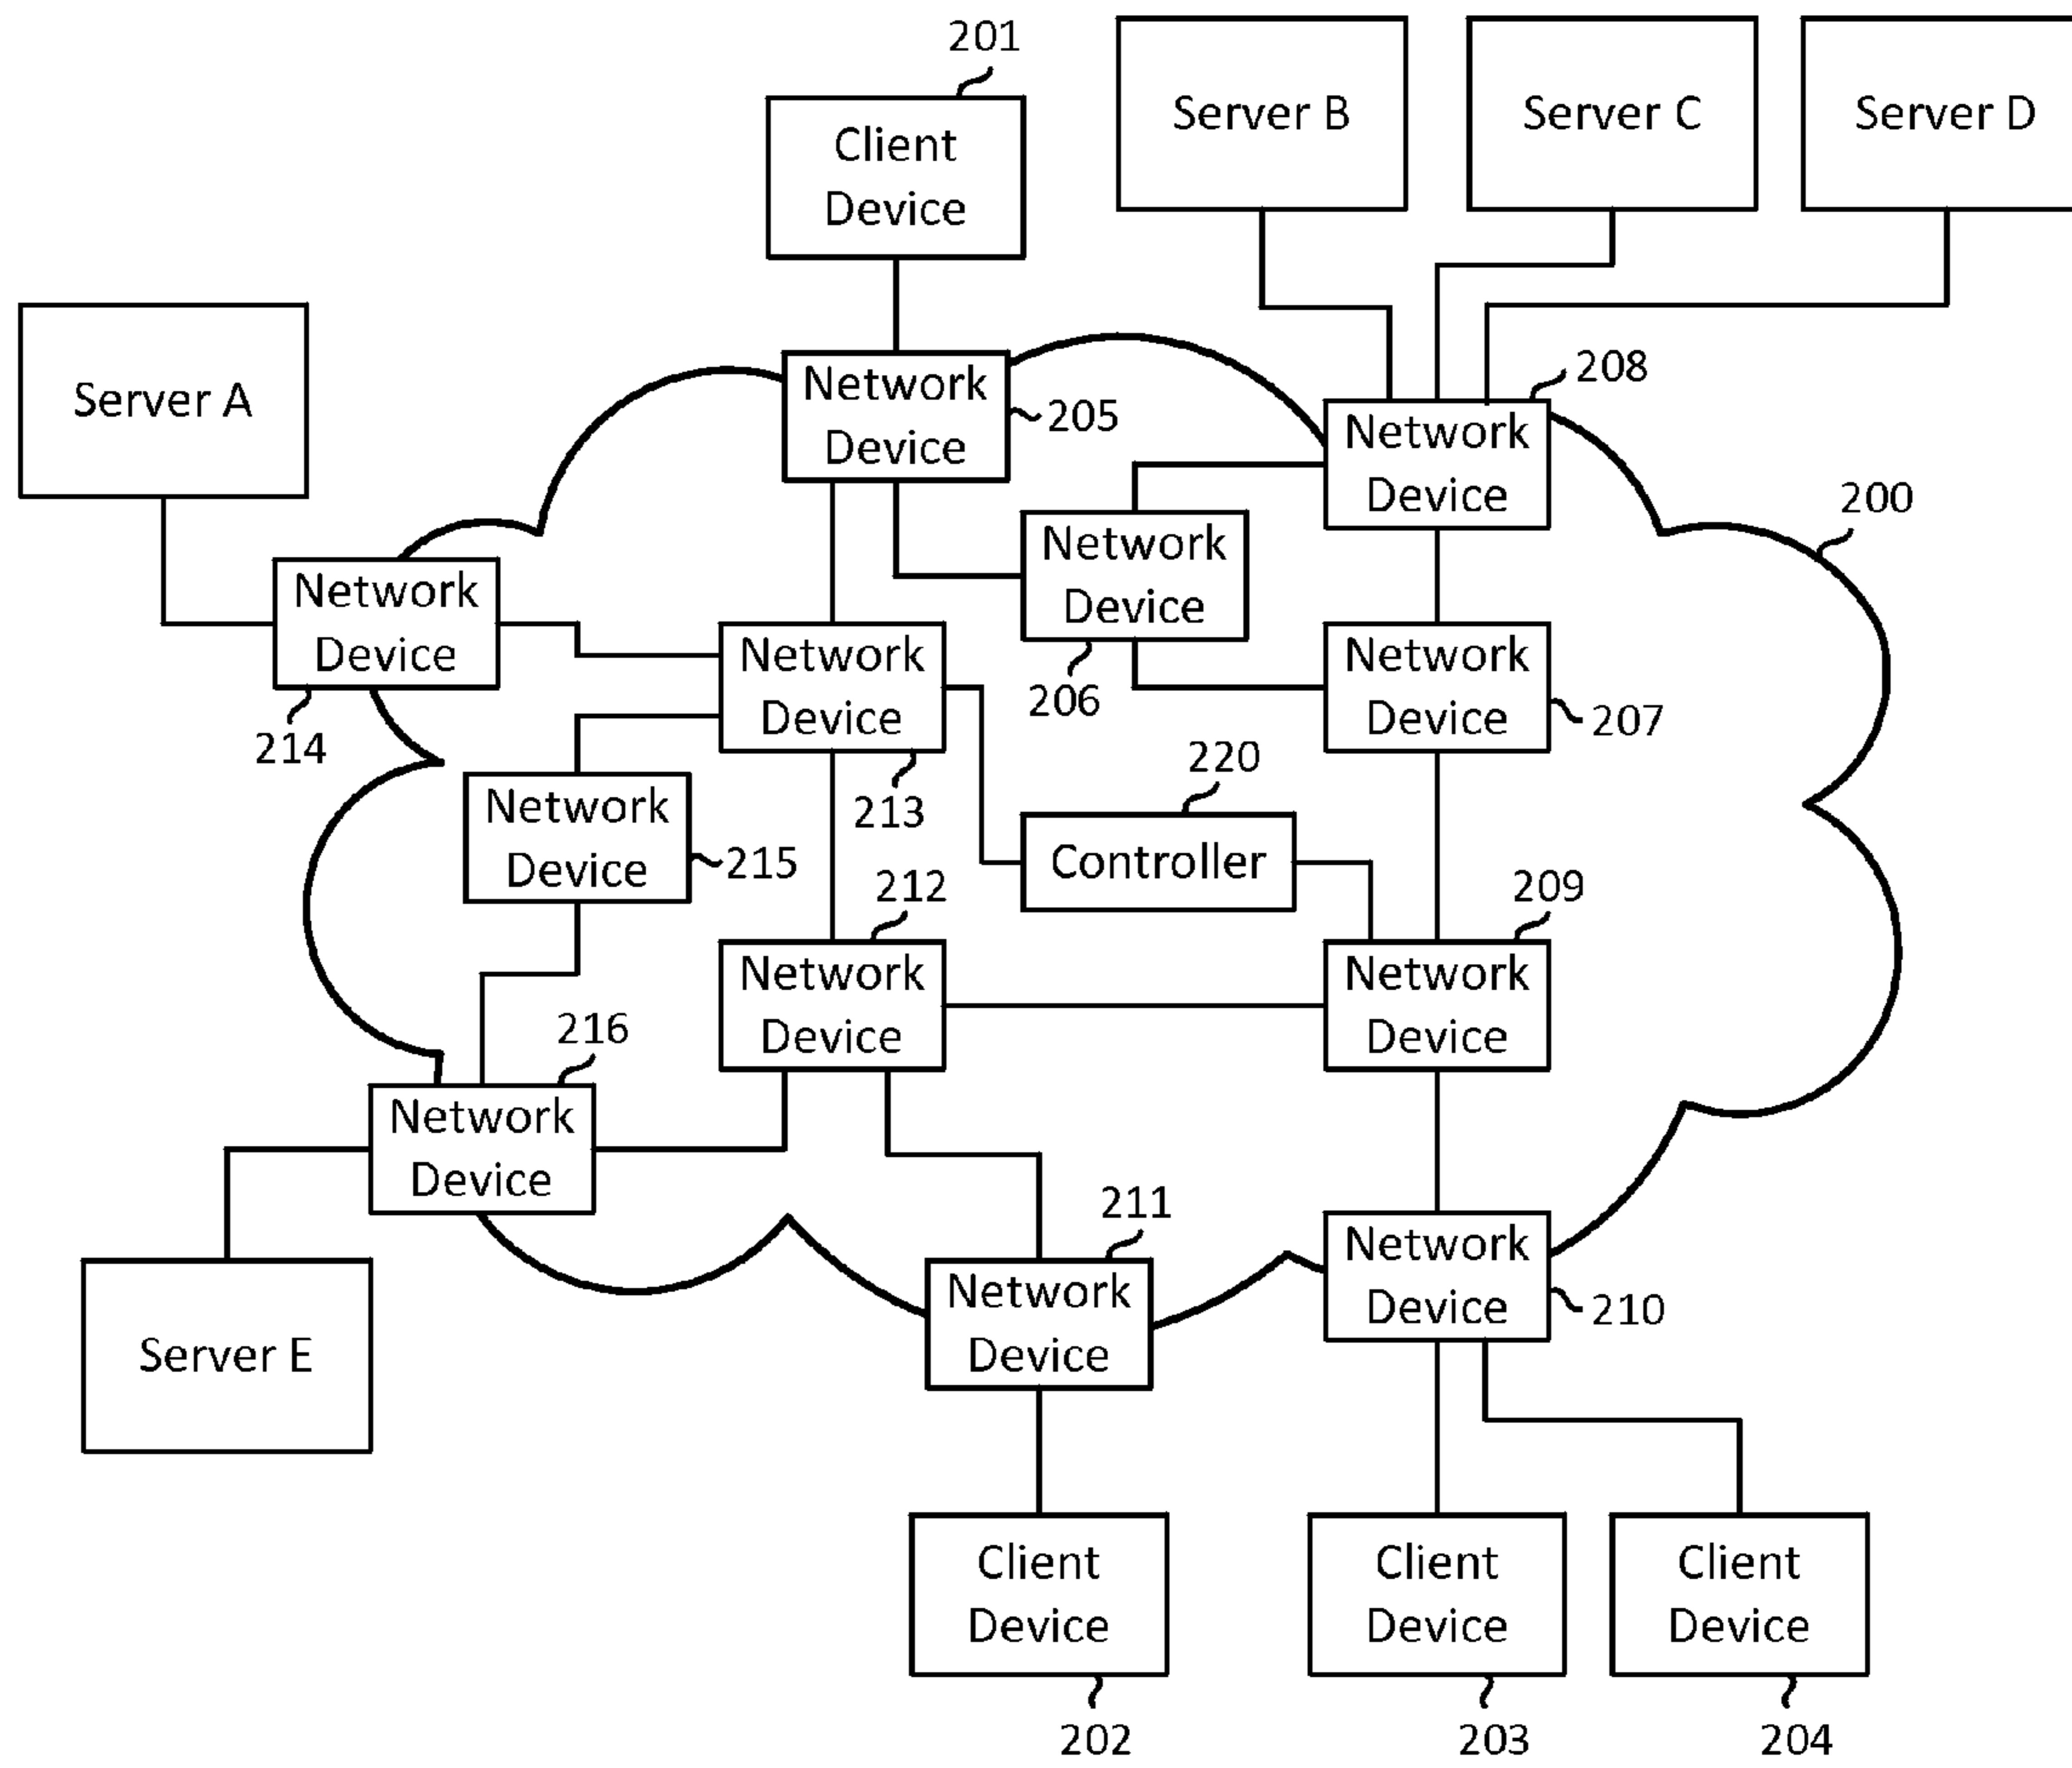 201
Client
Device
Server B
Server C
Server D
Server A
Network
Device
205
208
Network
Device
200
Network
Device
206
Network
Device
214
Network
Device
213
Network
Device
207
220
Controller
Network
Device
215
212
Network
Device
209
Network
Device
216
Network
Device
211
Network
Device
Network
Device
210
Server E
Client
Device
202
Client
Device
203
Client
Device
204